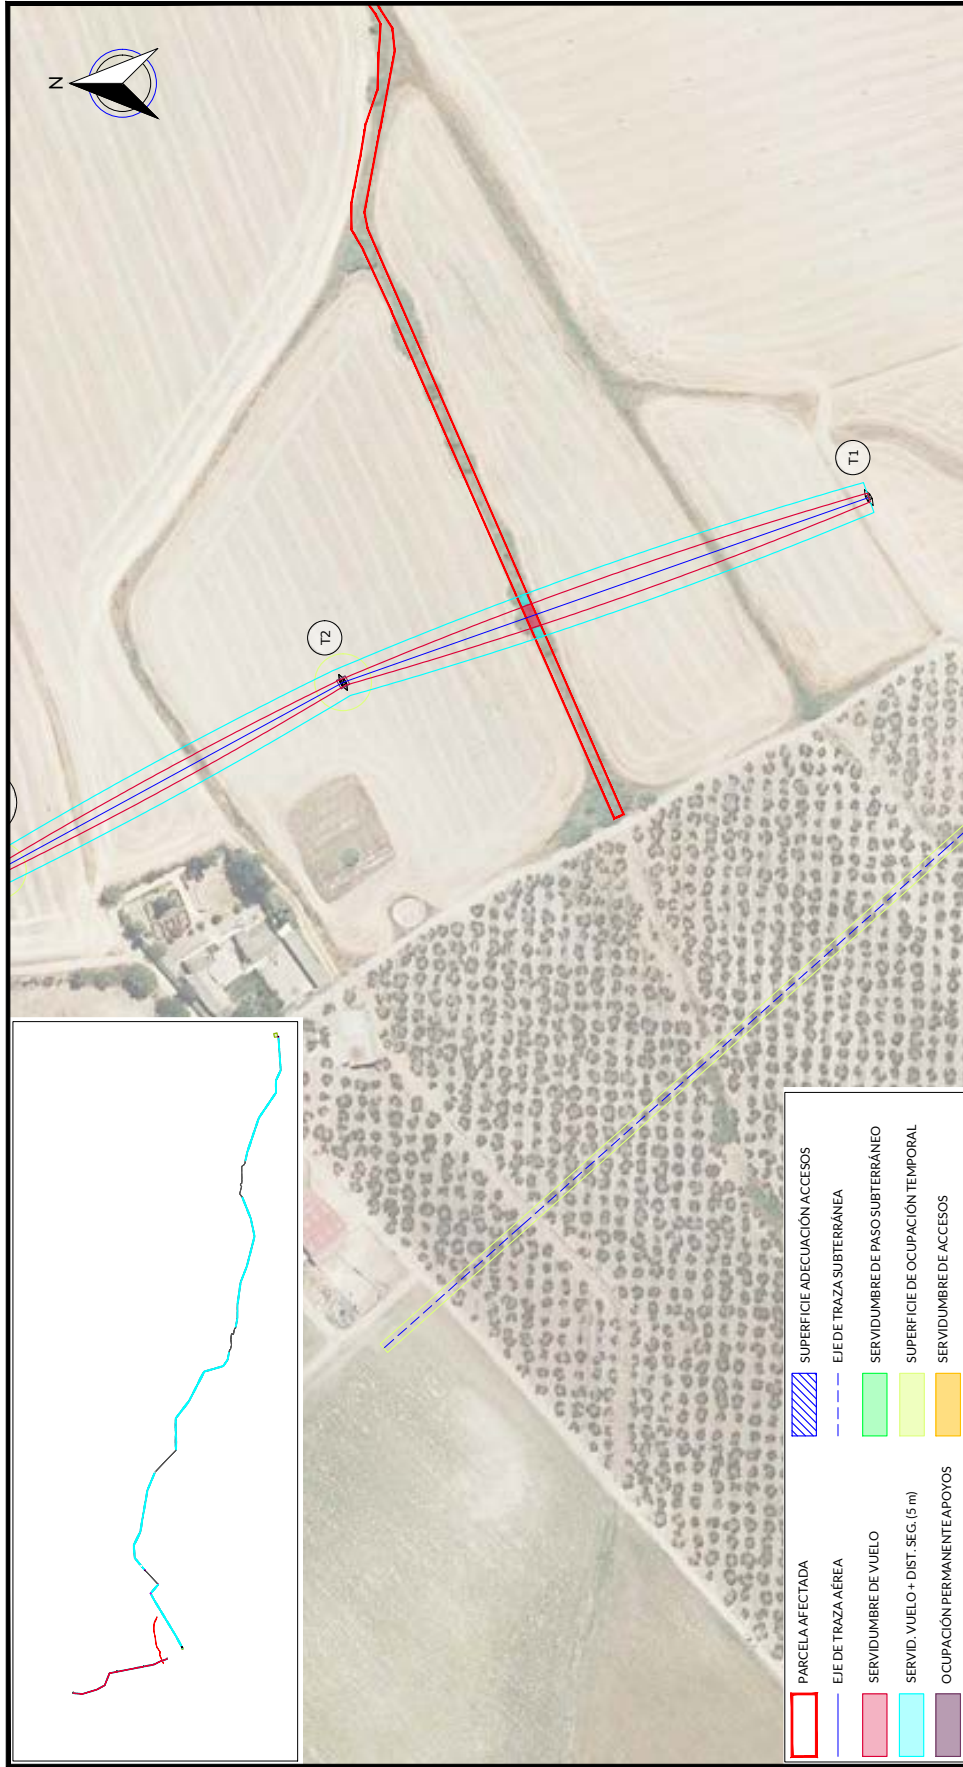 N
T1
T2
PARCELA AFECTADA
EJE DE TRAZA AÉREA
SERVIDUMBRE DE VUELO
SERVID. VUELO + DIST. SEG. (5 m)
OCUPACIÓN PERMANENTE APOYOS
SUPERFICIE ADECUACIÓN ACCESOS
EJE DE TRAZA SUBTERRÁNEA
SERVIDUMBRE DE PASO SUBTERRÁNEO
SUPERFICIE DE OCUPACIÓN TEMPORAL
SERVIDUMBRE DE ACCESOS